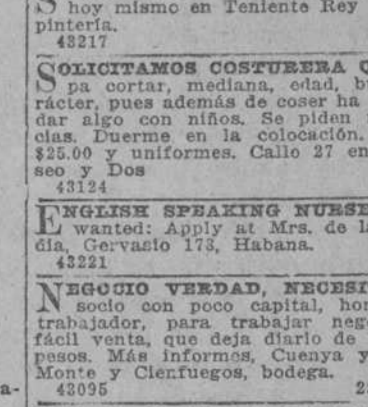 hoy mismo en Teniente Rey
pintería.
43217
SOLICITAMOS COSTURERA
pa cortar, mediana, edad,
rácter, pues además de coser ha
dar algo con niños. Se piden
cias. Duerme en la colocación.
$25.00 y uniformes. Callo 27 en
seo y Dos
43124
ENGLISH SPEAKING NURSE
wanted: Apply at Mrs. de
dia, Gervasio 173, Habana.
43221
NEGOCIO VERDAD, NECESI
socio con poco capital, hon
trabajador, para trabajar neg
fácil venta, que deja diario de
pesos. Más informes, Cuenya y
Monte y Cienfuegos, bodega.
a- 43095